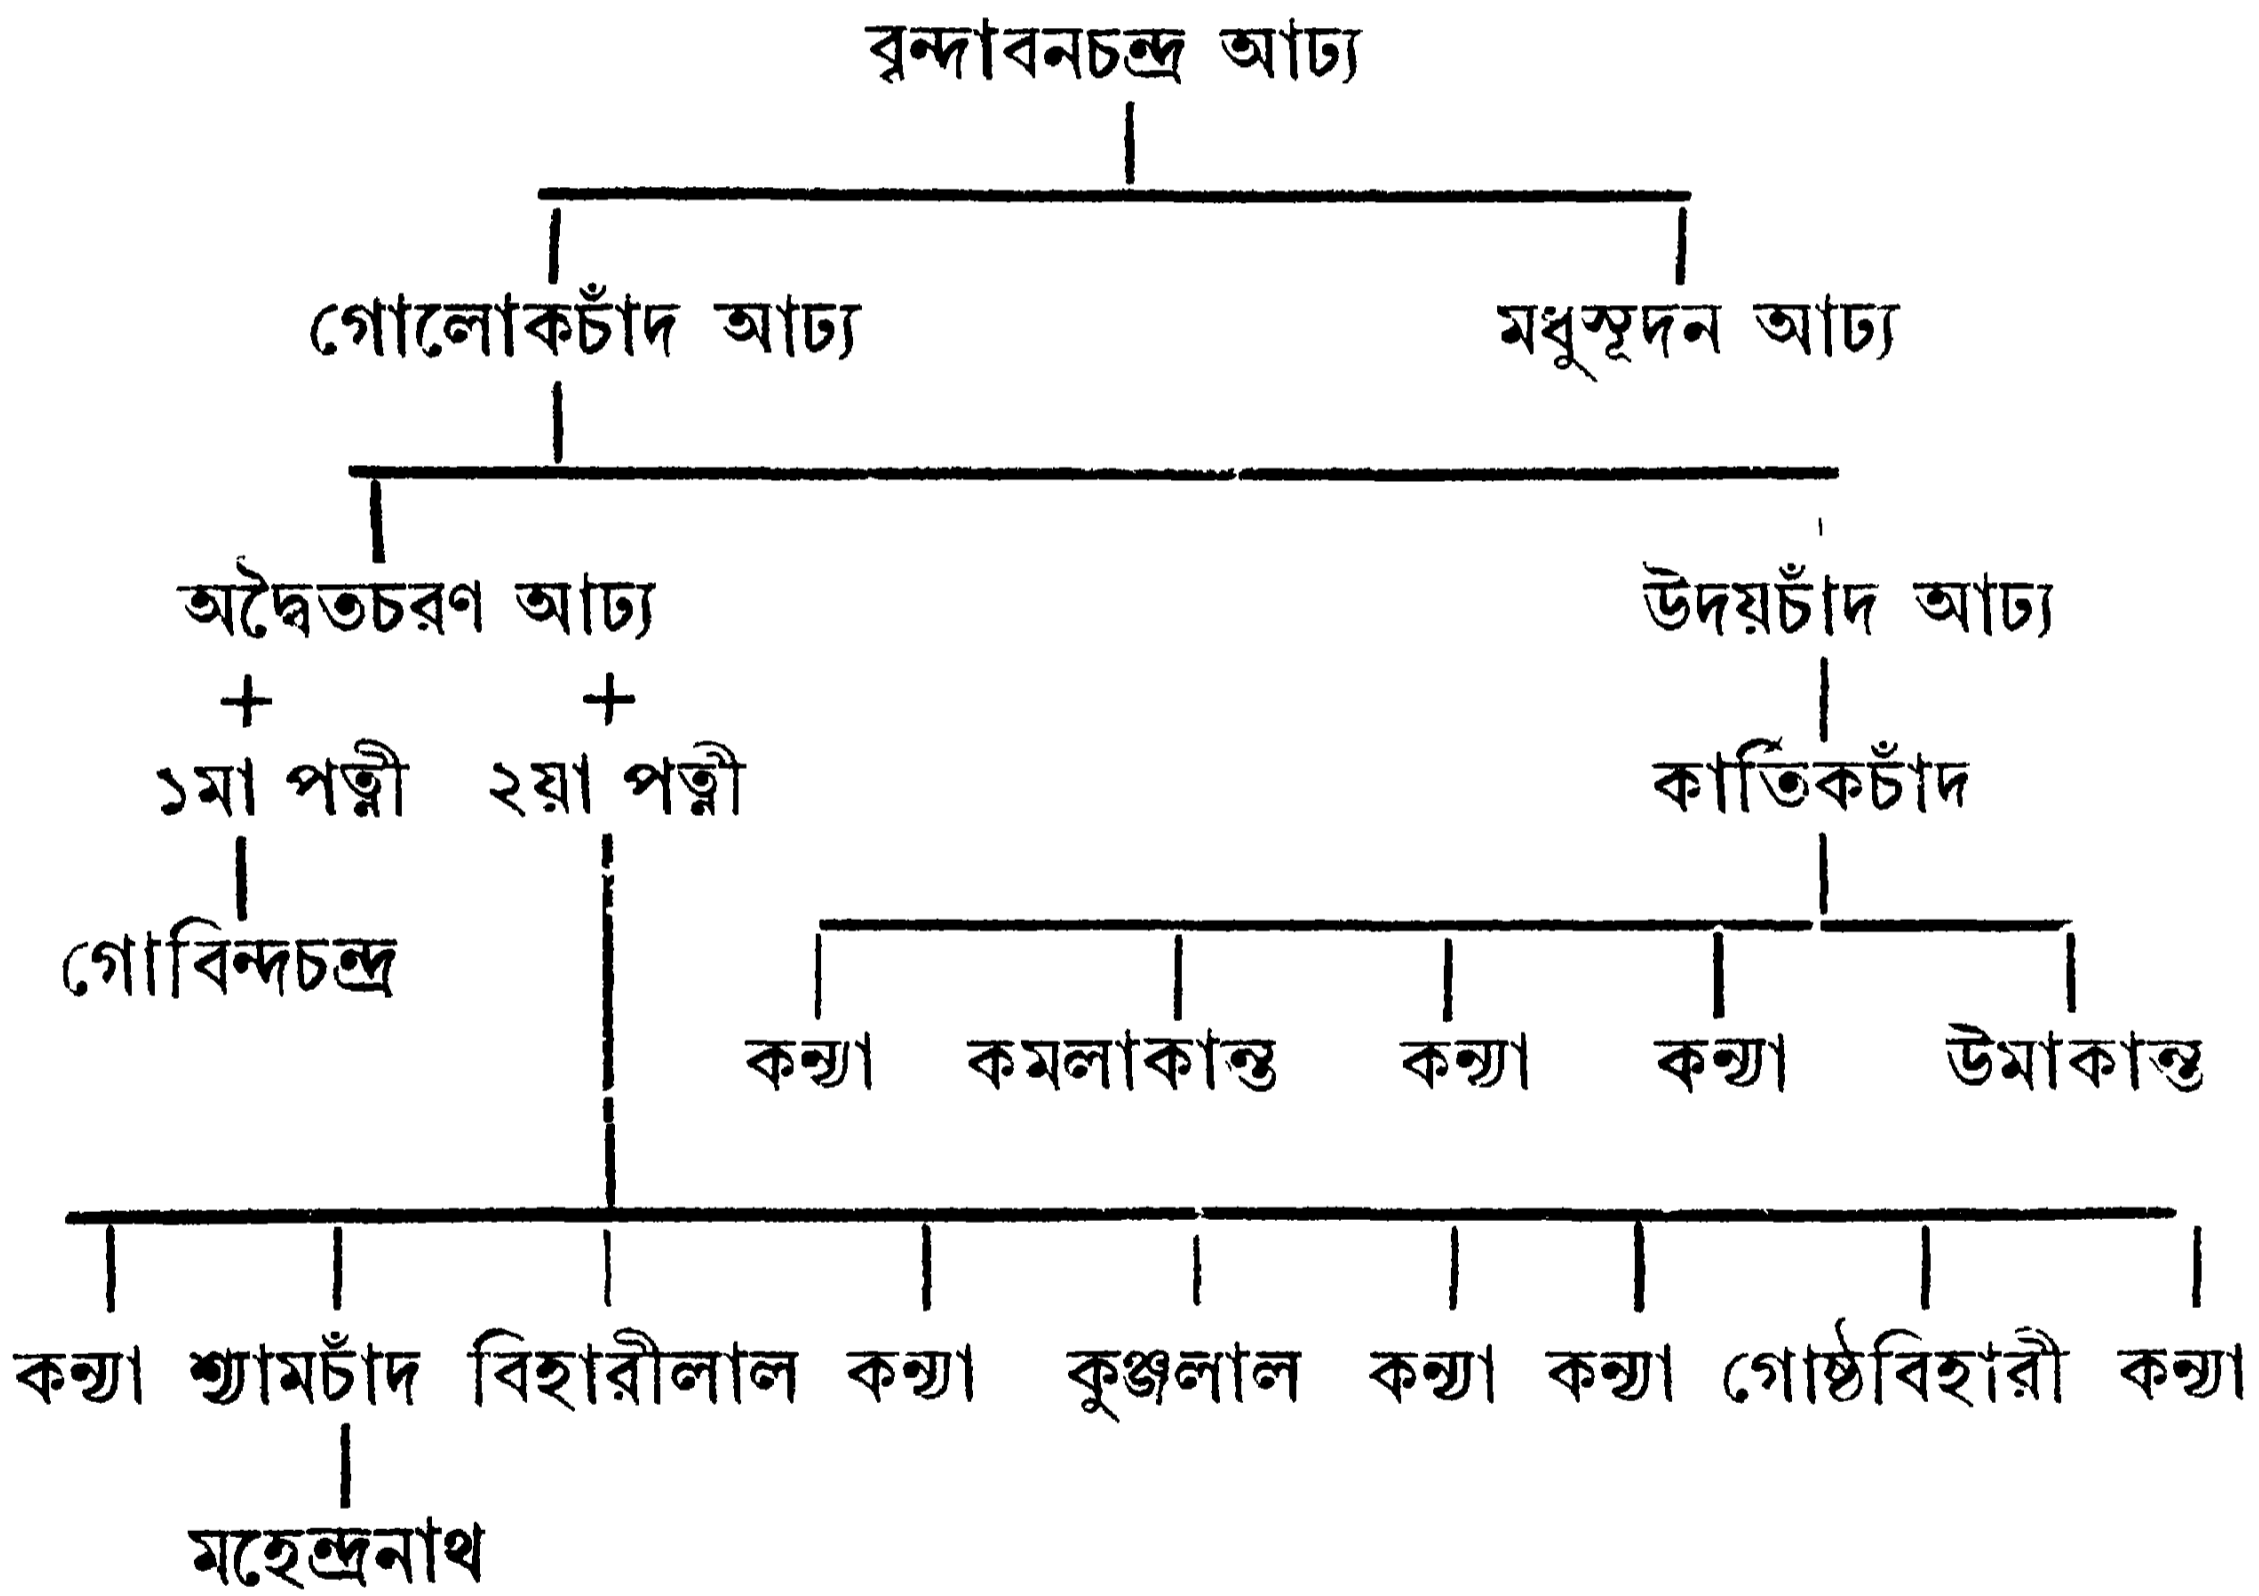 বৃন্দাবনচন্দ্র আঢ্য
গোলোকচাঁদ আঢ্য মধুসূদন আঢ্য
অদ্বৈতচরণ আঢ্য উদয়চাঁদ আঢ্য
+ +
১মা পত্নী ২য়া পত্নী কার্তিকচাঁদ
গোবিন্দচন্দ্র
কন্যা কমলাকান্ত কন্যা কন্যা উমাকান্ত
কন্যা শ্যামচাঁদ বিহারীলাল কন্যা কুঞ্জলাল কন্যা কন্যা গোষ্ঠবিহারী কন্যা
মহেন্দ্রনাথ